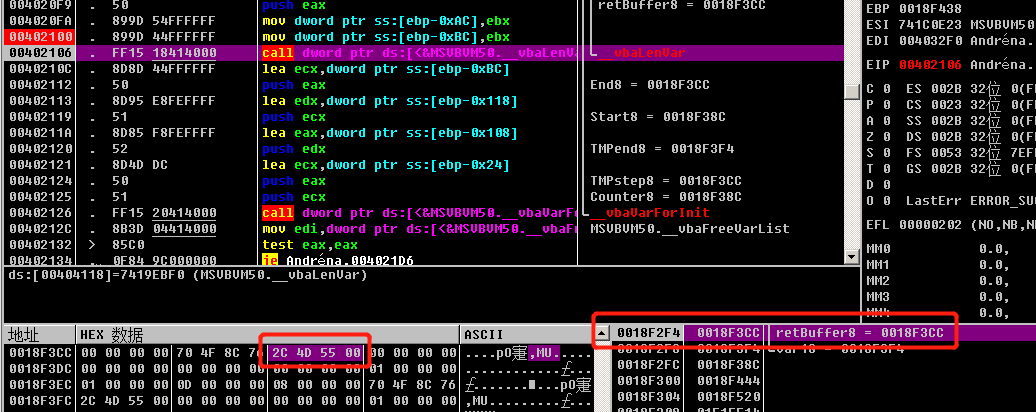 004020F9 . 50 push eax retBuffer8 = 0018F3CC
004020FA . 899D 54FFFFFF mov dword ptr ss:[ebp-0xAC],ebx
00402100 . 899D 44FFFFFF mov dword ptr ss:[ebp-0xBC],ebx
00402106 . FF15 18414000 call dword ptr ds:[<&MSVBVM50.__vbaLenVa __vbaLenVar
0040210C . 8D8D 44FFFFFF lea ecx,dword ptr ss:[ebp-0xBC]
00402112 . 50 push eax End8 = 0018F3CC
00402113 . 8D95 E8FEFFFF lea edx,dword ptr ss:[ebp-0x118]
00402119 . 51 push ecx Start8 = 0018F38C
0040211A . 8D85 F8FEFFFF lea eax,dword ptr ss:[ebp-0x108]
00402120 . 52 push edx TMPend8 = 0018F3F4
00402121 . 8D4D DC lea ecx,dword ptr ss:[ebp-0x24]
00402124 . 50 push eax TMPstep8 = 0018F3CC
00402125 . 51 push ecx Counter8 = 0018F38C
00402126 . FF15 20414000 call dword ptr ds:[<&MSVBVM50.__vbaVarFo __vbaVarForInit
0040212C . 8B3D 04414000 mov edi,dword ptr ds:[<&MSVBVM50.__vbaFr MSVBVM50.__vbaFreeVarList
00402132 > 85C0 test eax,eax
0F84 9C000000 je Andréna.004021D6
ds:[00404118]=7419EBF0 (MSVBVM50.__vbaLenVar)
EBP 0018F438
ESI 741C0E23 MSVBVM50
EDI 004032F0 Andréna.
EIP 00402106 Andréna.
C 0 ES 002B 32位 0(FF
P 0 CS 0023 32位 0(FF
A 0 SS 002B 32位 0(FF
Z 0 DS 002B 32位 0(FF
S 0 FS 0053 32位 7EF
T 0 GS 002B 32位 0(FF
D 0
O 0 LastErr ERROR_SUC
EFL 00000202 (NO,NB,NE
MM0 0.0,
MM1 0.0,
MM2 0.0,
MM3 0.0,
MM4 0.0,
地址 HEX 数据 ASCII
0018F3CC 00 00 00 00 70 4F 8C 76 2C 4D 55 00 00 00 00 00
0018F3DC 00 00 00 00 00 00 00 00 00 00 00 00 01 00 00 00
0018F3EC 01 00 00 00 0D 00 00 00 08 00 00 00 70 4F 8C 76
0018F3FC 2C 4D 55 00 00 00 00 00 00 00 00 00 01 00 00 00
0018F2F4 0018F3CC retBuffer8 = 0018F3CC
0018F2F8 0018F3F4 var18 = 0018F3F4
0018F2FC 0018F38C
0018F300 0018F444
0018F304 0018F520